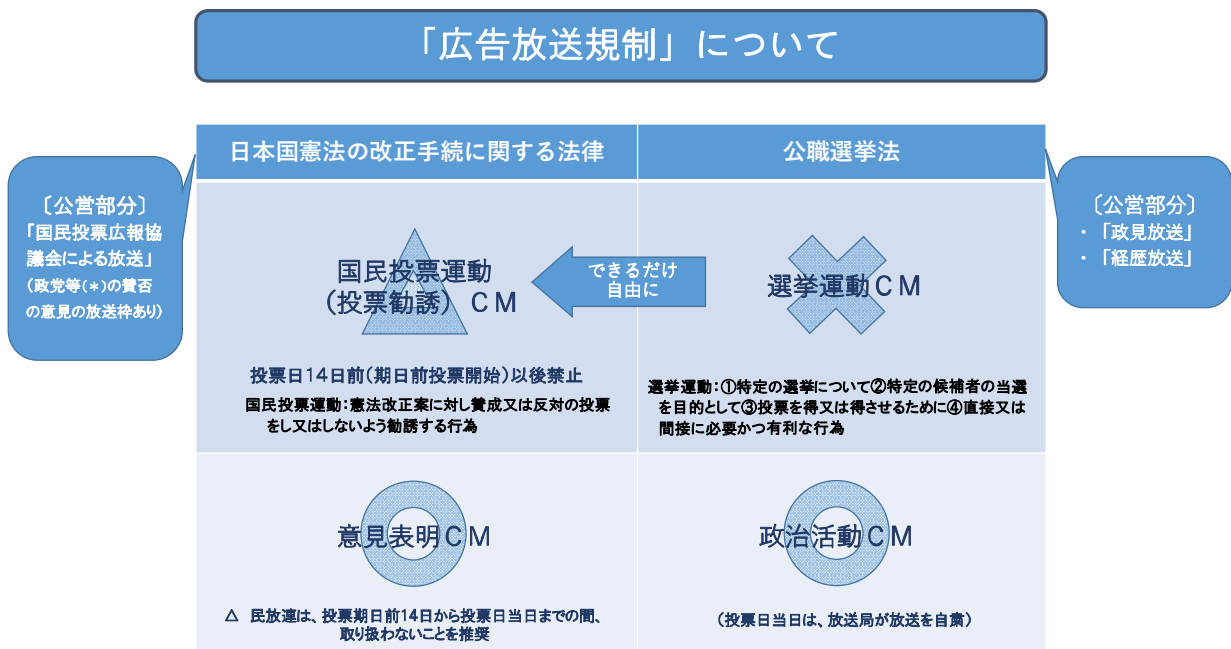 「広告放送規制」について
日本国憲法の改正手続に関する法律
公職選挙法
〔公営部分〕
「国民投票広報協
議会による放送」
(政党等(*)の賛否
の意見の放送枠あり)
〔公営部分〕
・「政見放送」
・「経歴放送」
国民投票運動
(投票勧誘) CM
できるだけ
自由に
選挙運動CM
投票日14日前(期日前投票開始)以後禁止
国民投票運動:憲法改正案に対し賛成又は反対の投票
をし又はしないよう勧誘する行為
選挙運動:①特定の選挙について②特定の候補者の当選
を目的として③投票を得又は得させるために④直接又は
間接に必要かつ有利な行為
意見表明CM
政治活動CM
△ 民放連は、投票期日前14日から投票日当日までの間、
取り扱わないことを推奨
(投票日当日は、放送局が放送を自粛)